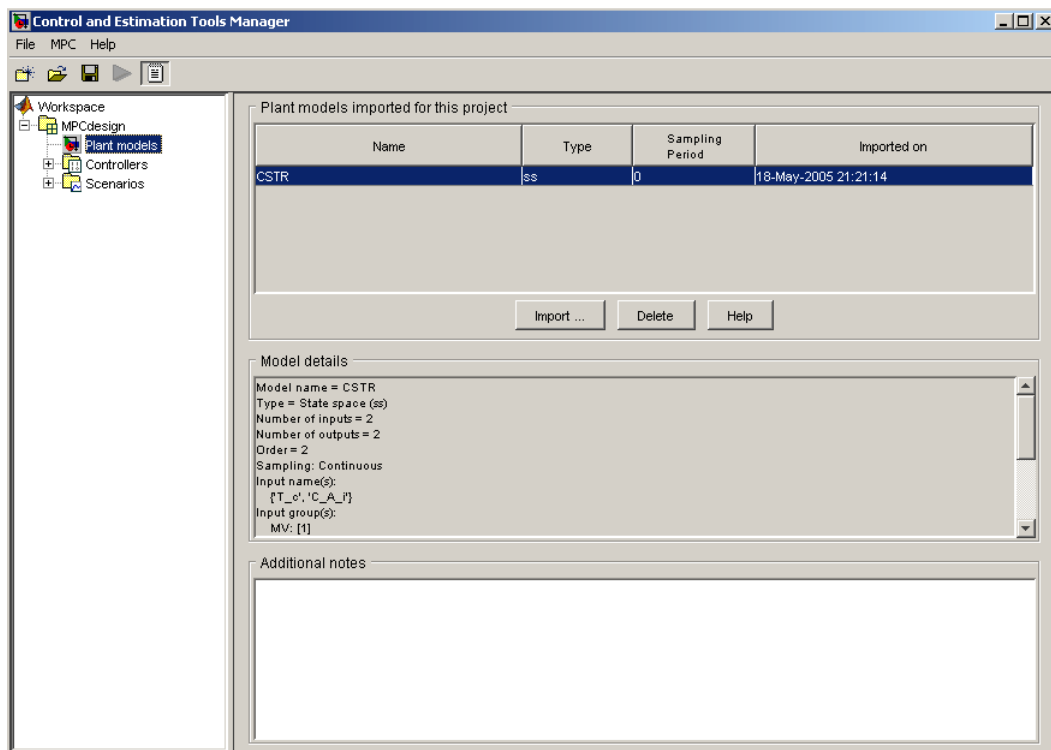 Control and Estimation Tools Manager
File MPC Help
Workspace
MPCdesign
Plant models
Controllers
Scenarios
Plant models imported for this project
Name Type Sampling Period Imported on
CSTR ss 0 18-May-2005 21:21:14
Import ... Delete Help
Model details
Model name = CSTR
Type = State space (ss)
Number of inputs = 2
Number of outputs = 2
Order = 2
Sampling: Continuous
Input name(s):
{'T_c', 'C_A_i'}
Input group(s):
MV: [1]
Additional notes